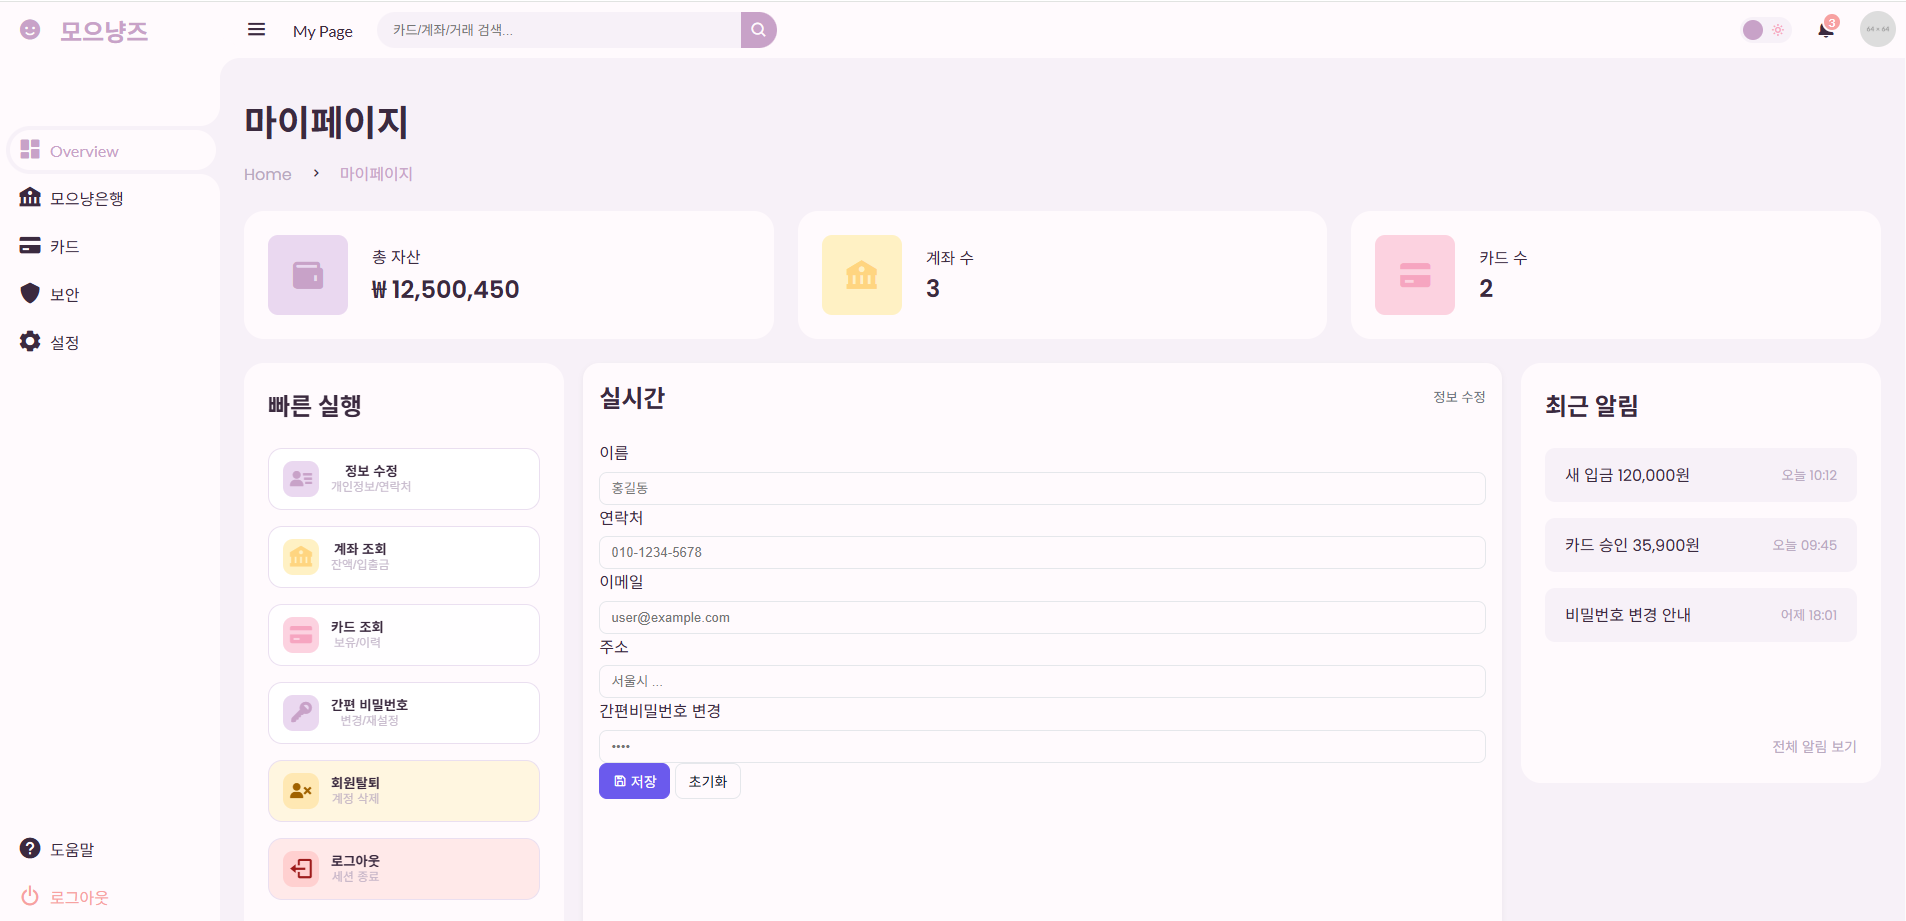 모으냥즈
My Page
카드/계좌/거래 검색...
3
64 × 64
Overview
모으냥은행
카드
보안
설정
도움말
로그아웃
마이페이지
Home
마이페이지
총 자산
₩ 12,500,450
계좌 수
3
카드 수
2
빠른 실행
정보 수정
개인정보/연락처
계좌 조회
잔액/입출금
카드 조회
보유/이력
간편 비밀번호
변경/재설정
회원탈퇴
계정 삭제
로그아웃
세션 종료
실시간
정보 수정
이름
홍길동
연락처
010-1234-5678
이메일
user@example.com
주소
서울시 ...
간편비밀번호 변경
••••
저장
초기화
최근 알림
새 입금 120,000원
오늘 10:12
카드 승인 35,900원
오늘 09:45
비밀번호 변경 안내
어제 18:01
전체 알림 보기